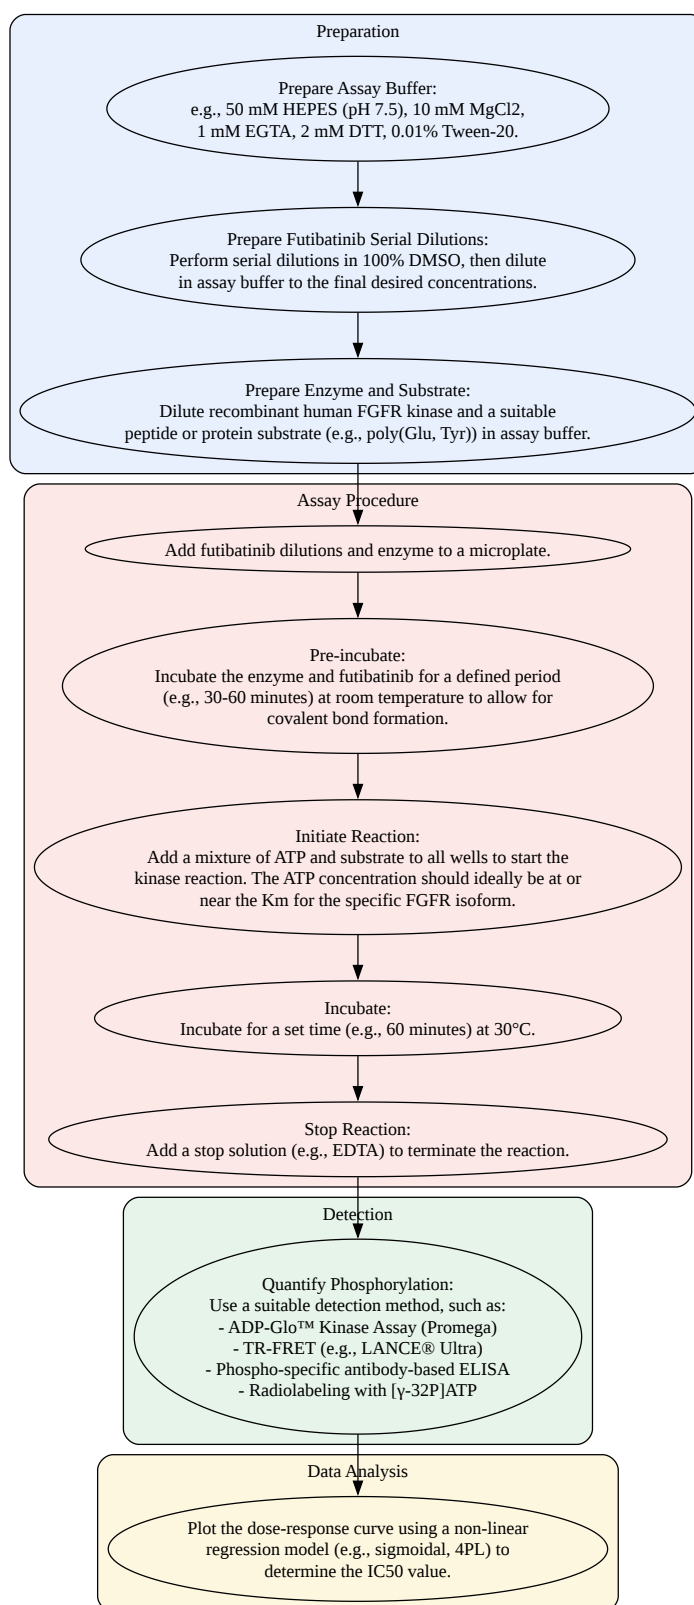 Preparation
Prepare Assay Buffer:
e.g., 50 mM HEPES (pH 7.5), 10 mM MgCl2,
1 mM EGTA, 2 mM DTT, 0.01% Tween-20.
Prepare Futibatinib Serial Dilutions:
Perform serial dilutions in 100% DMSO, then dilute
in assay buffer to the final desired concentrations.
Prepare Enzyme and Substrate:
Dilute recombinant human FGFR kinase and a suitable
peptide or protein substrate (e.g., poly(Glu, Tyr)) in assay buffer.
Assay Procedure
Add futibatinib dilutions and enzyme to a microplate.
Pre-incubate:
Incubate the enzyme and futibatinib for a defined period
(e.g., 30-60 minutes) at room temperature to allow for
covalent bond formation.
Initiate Reaction:
Add a mixture of ATP and substrate to all wells to start the
kinase reaction. The ATP concentration should ideally be at or
near the Km for the specific FGFR isoform.
Incubate:
Incubate for a set time (e.g., 60 minutes) at 30°C.
Stop Reaction:
Add a stop solution (e.g., EDTA) to terminate the reaction.
Detection
Quantify Phosphorylation:
Use a suitable detection method, such as:
- ADP-Glo™ Kinase Assay (Promega)
- TR-FRET (e.g., LANCE® Ultra)
- Phospho-specific antibody-based ELISA
- Radiolabeling with [γ-32P]ATP
Data Analysis
Plot the dose-response curve using a non-linear
regression model (e.g., sigmoidal, 4PL) to
determine the IC50 value.